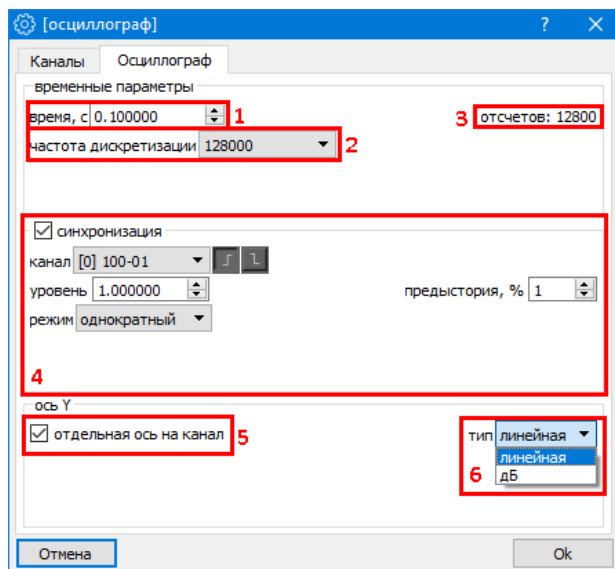 [осциллограф] ?
Каналы Осциллограф
временные параметры
время, с 0.100000 1 3 отсчетов: 12800
частота дискретизации 128000 2
синхронизация
канал [0] 100-01
уровень 1.000000 предыстория, % 1
режим однократный
4
ось Y
отдельная ось на канал 5 тип линейная
линейная
6 дБ
Отмена Ok